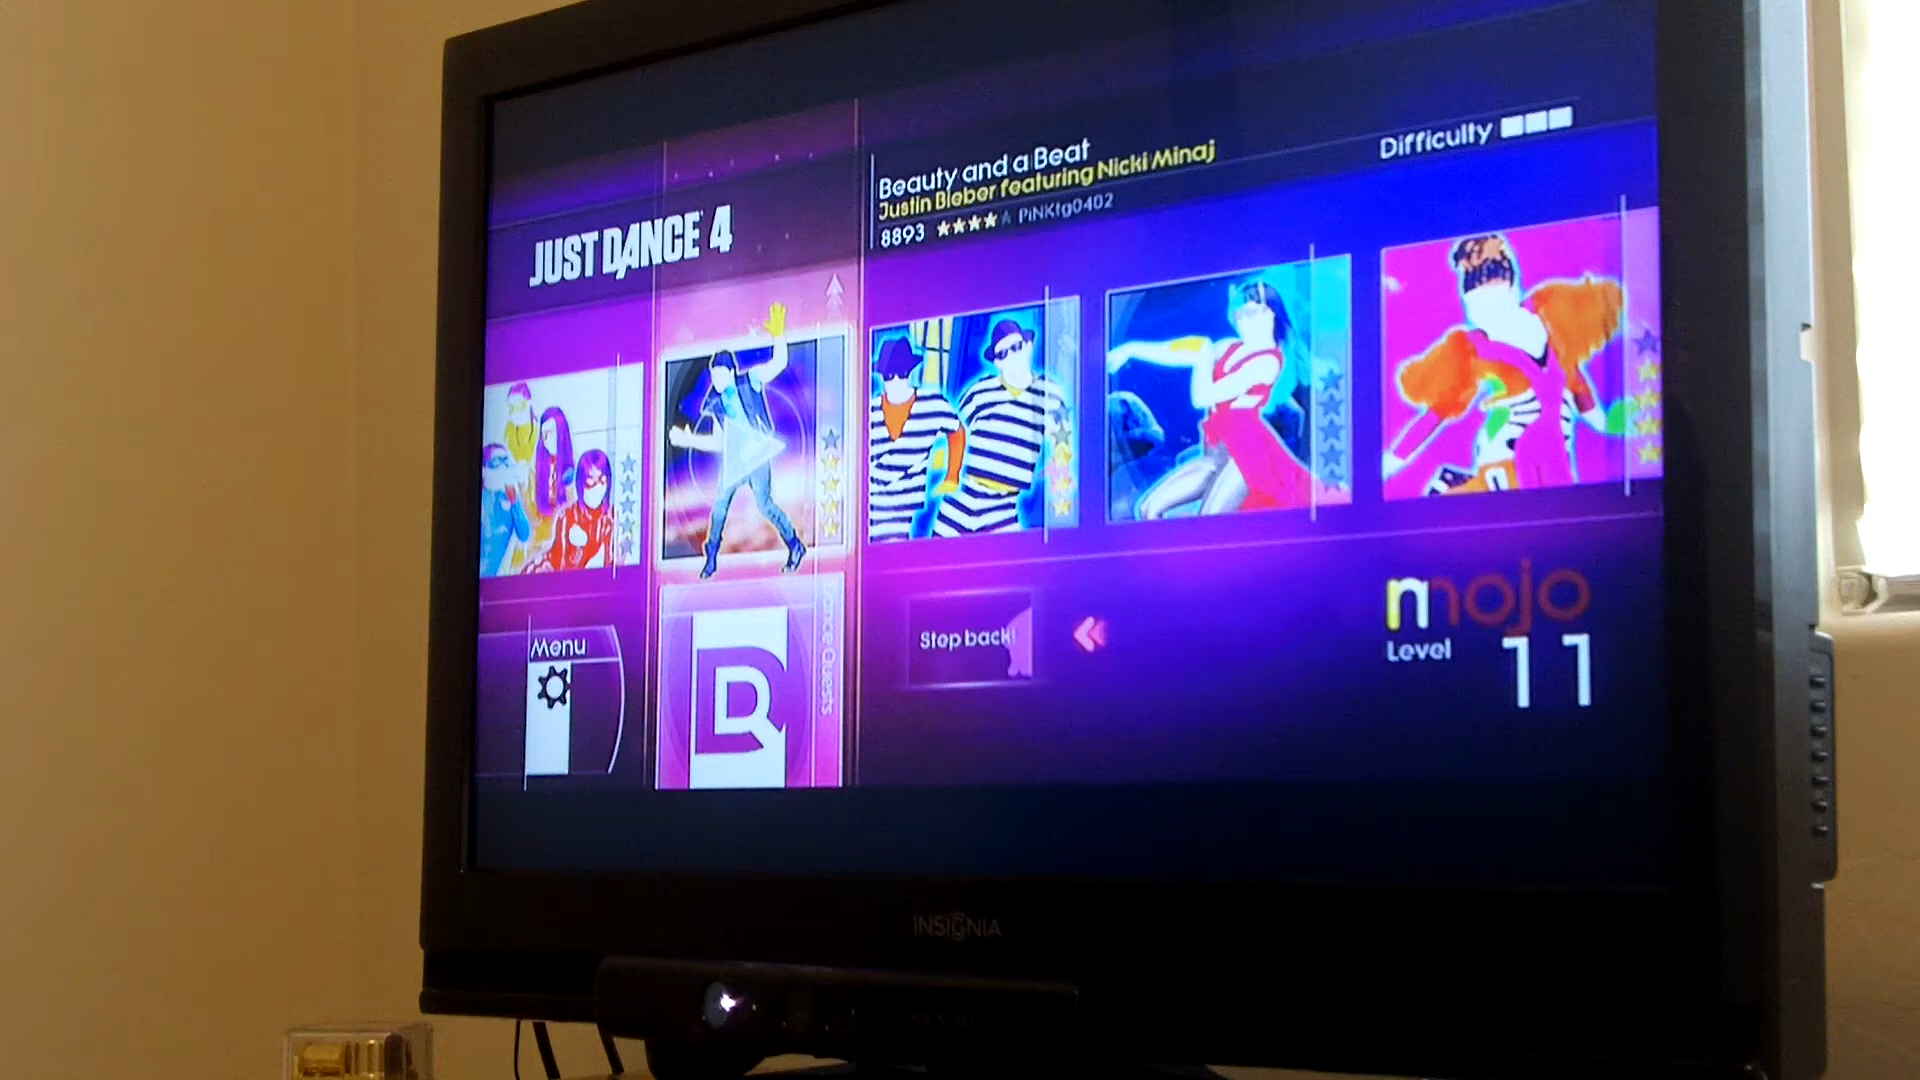 JUST DANCE 4
Beauty and a Beat
Justin Bieber featuring Nicki Minaj
8893 PiNKtg0402
Difficulty
Menu
Dance Quests
Step back!
mojo
Level
11
INSIGNIA